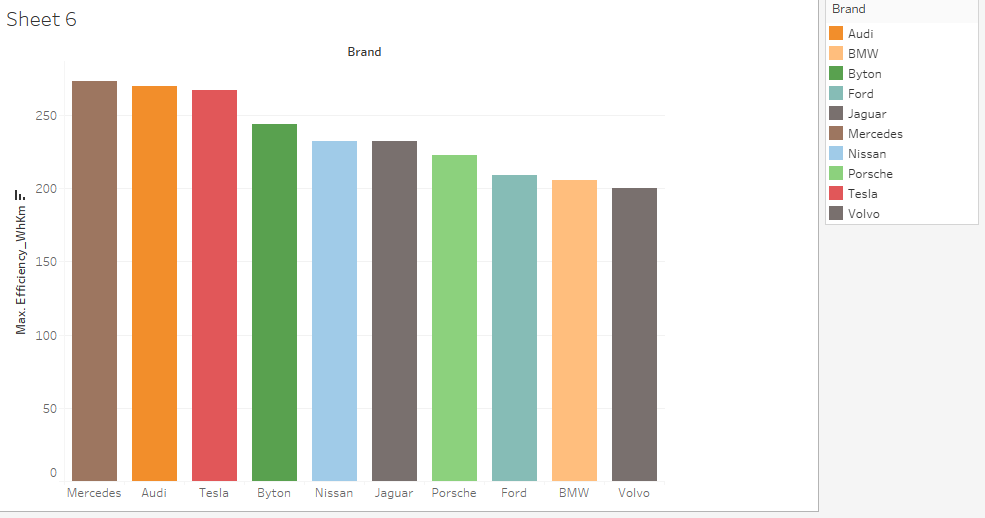 Sheet 6
Brand
Max. Efficiency_WhKm
250
200
150
100
50
0
Mercedes Audi Tesla Byton Nissan Jaguar Porsche Ford BMW Volvo
Brand
Audi
BMW
Byton
Ford
Jaguar
Mercedes
Nissan
Porsche
Tesla
Volvo